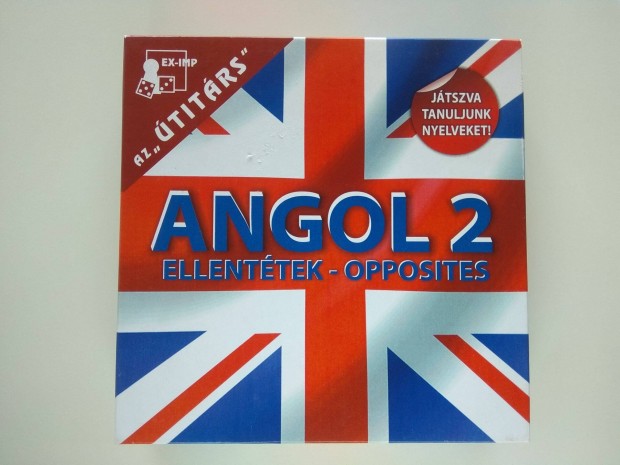 EX-IMP
AZ „ÚTITÁRS”
JÁTSZVA
TANULJUNK
NYELVEKET!
ANGOL 2
ELLENTÉTEK - OPPOSITES